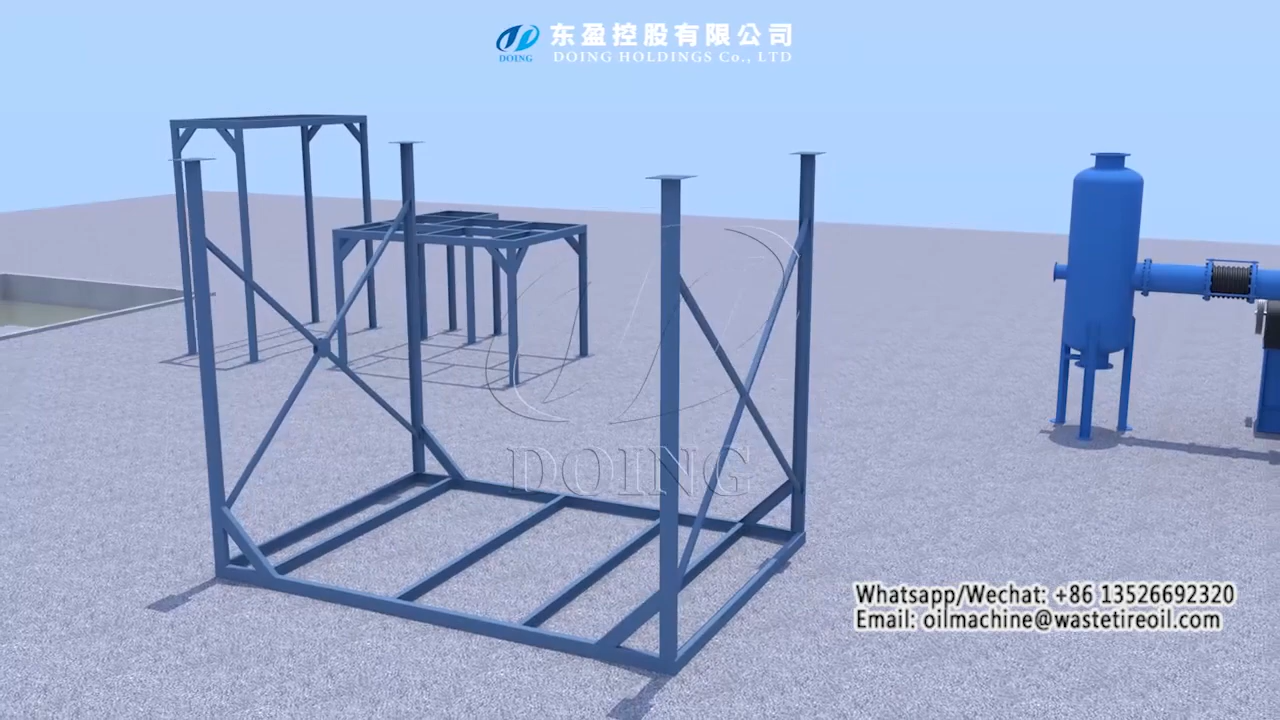 东盈控股有限公司
DOING
DOING HOLDINGS Co., LTD
DOING
Whatsapp/Wechat: +86 13526692320
Email: oilmachine@wastetireoil.com